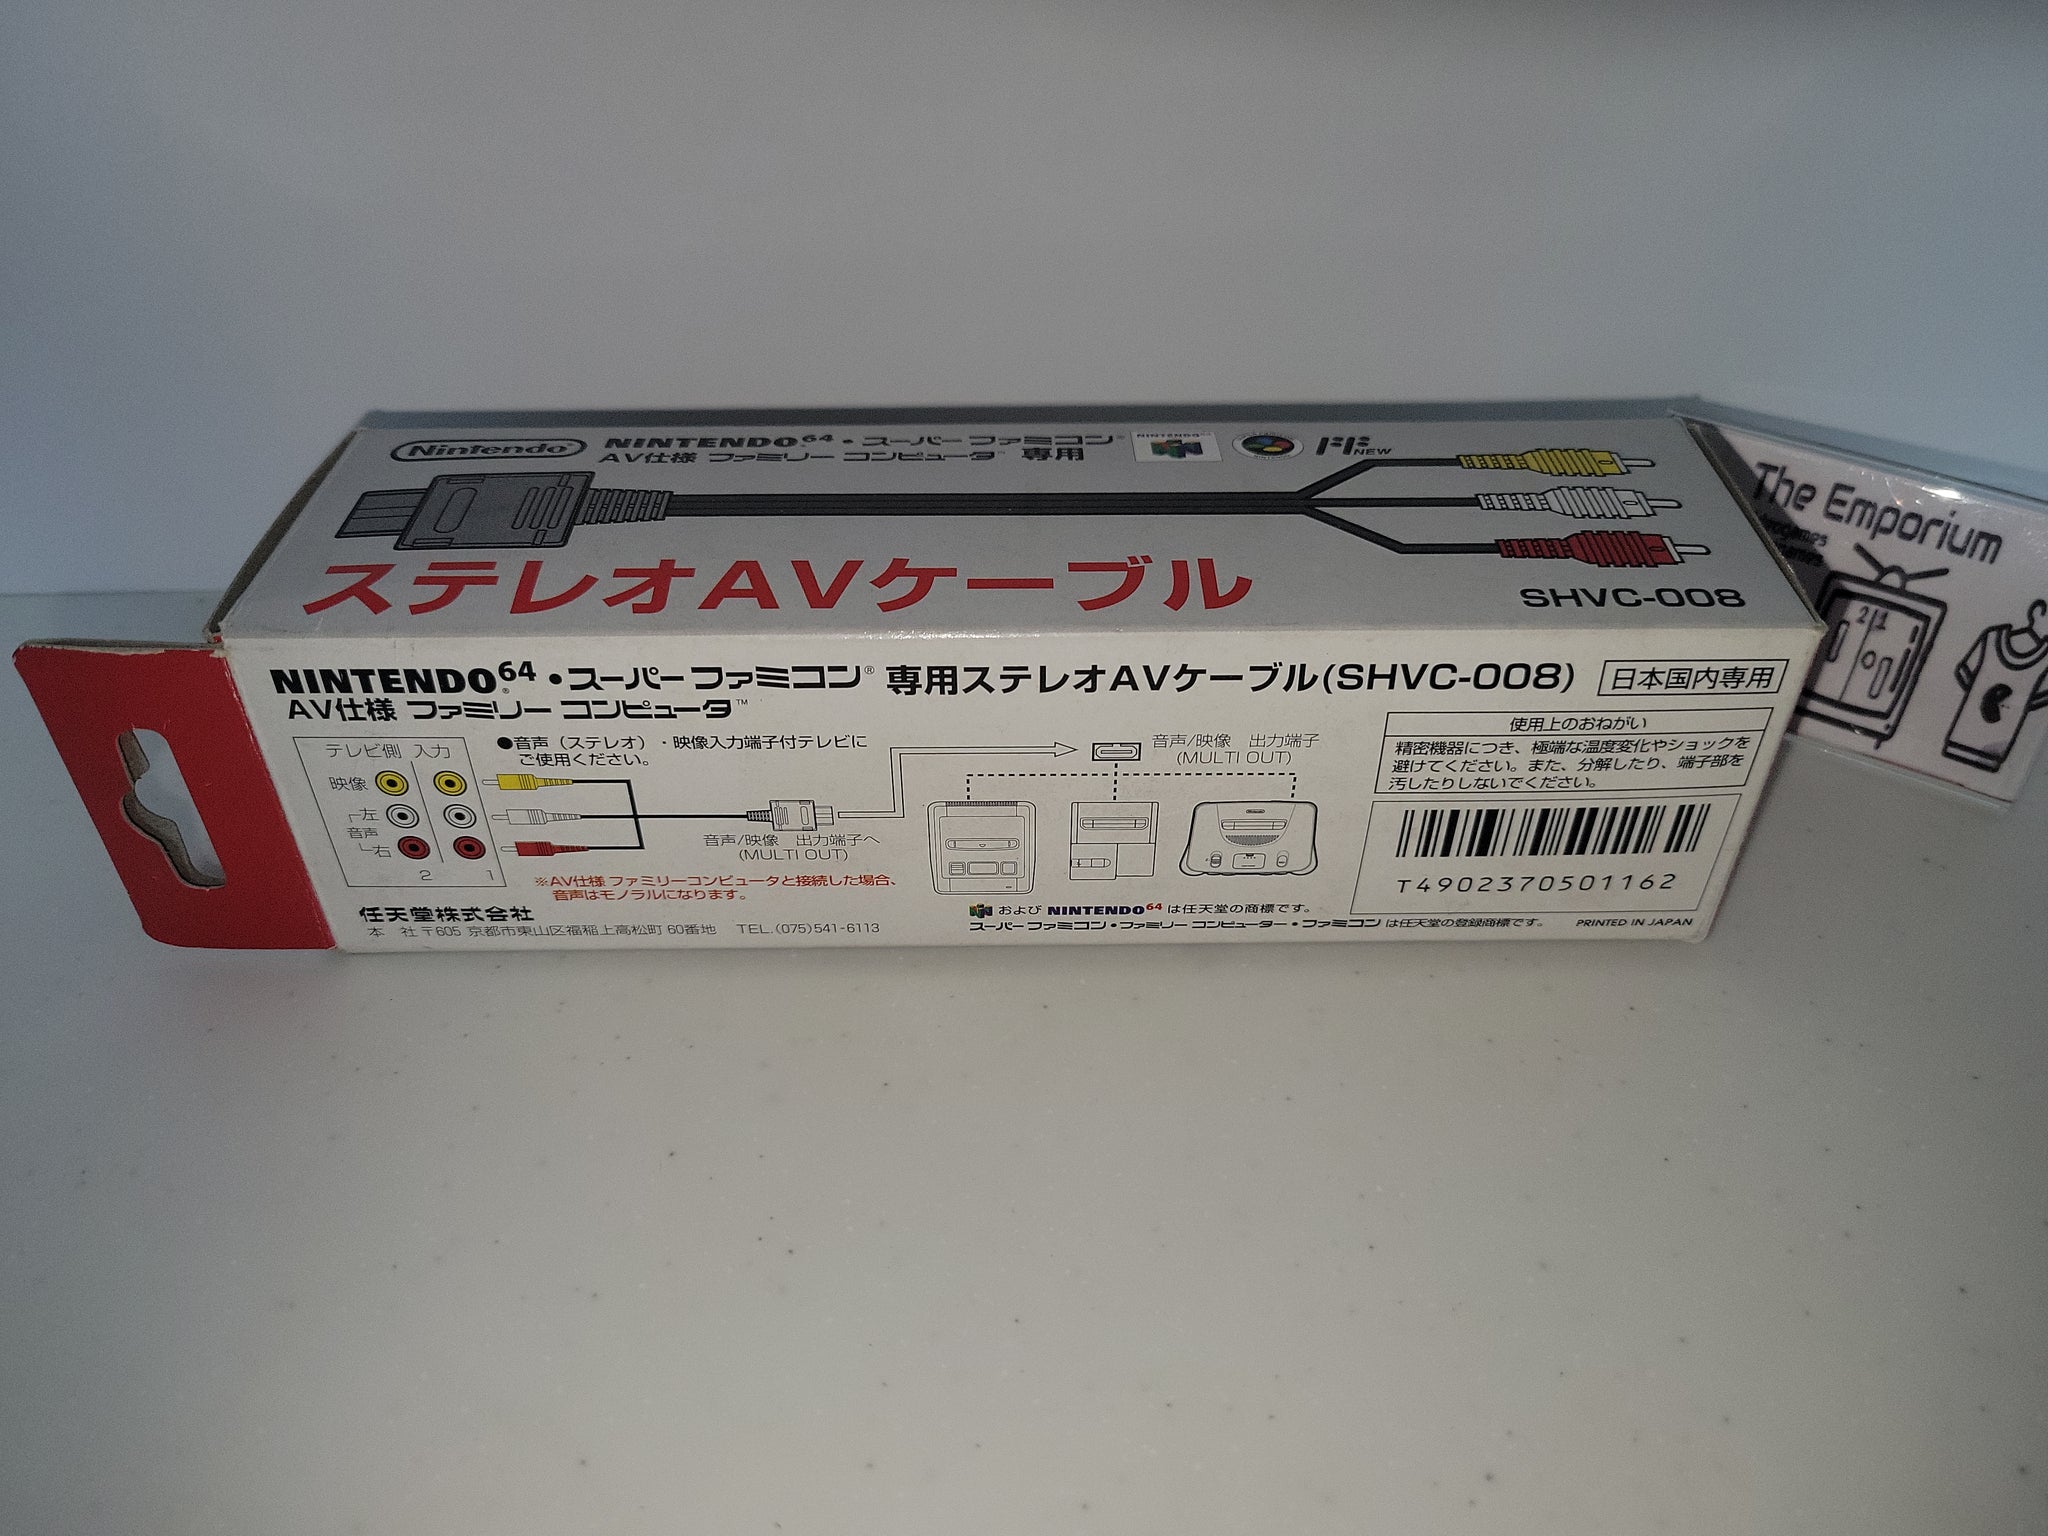 Nintendo
NINTENDO64・スーパーファミコン®
AV仕様 ファミリー コンピュータ™ 専用
NINTENDO64
NEW
ステレオAVケーブル
SHVC-008
NINTENDO64®・スーパーファミコン® 専用ステレオAVケーブル(SHVC-008) 日本国内専用
AV仕様 ファミリー コンピュータ™
テレビ側 入力
映像
左
音声
右
2 1
●音声(ステレオ)・映像入力端子付テレビに
ご使用ください。
音声/映像 出力端子へ
(MULTI OUT)
※AV仕様 ファミリーコンピュータと接続した場合、
音声はモノラルになります。
音声/映像 出力端子
(MULTI OUT)
使用上のおねがい
精密機器につき、極端な温度変化やショックを
避けてください。また、分解したり、端子部を
汚したりしないでください。
T4902370501162
任天堂株式会社
本 社〒605 京都市東山区福稲上高松町60番地 TEL.(075)541-6113
および NINTENDO64 は任天堂の商標です。
スーパーファミコン・ファミリー コンピューター・ファミコン は任天堂の登録商標です。
PRINTED IN JAPAN
The Emporium
2 1